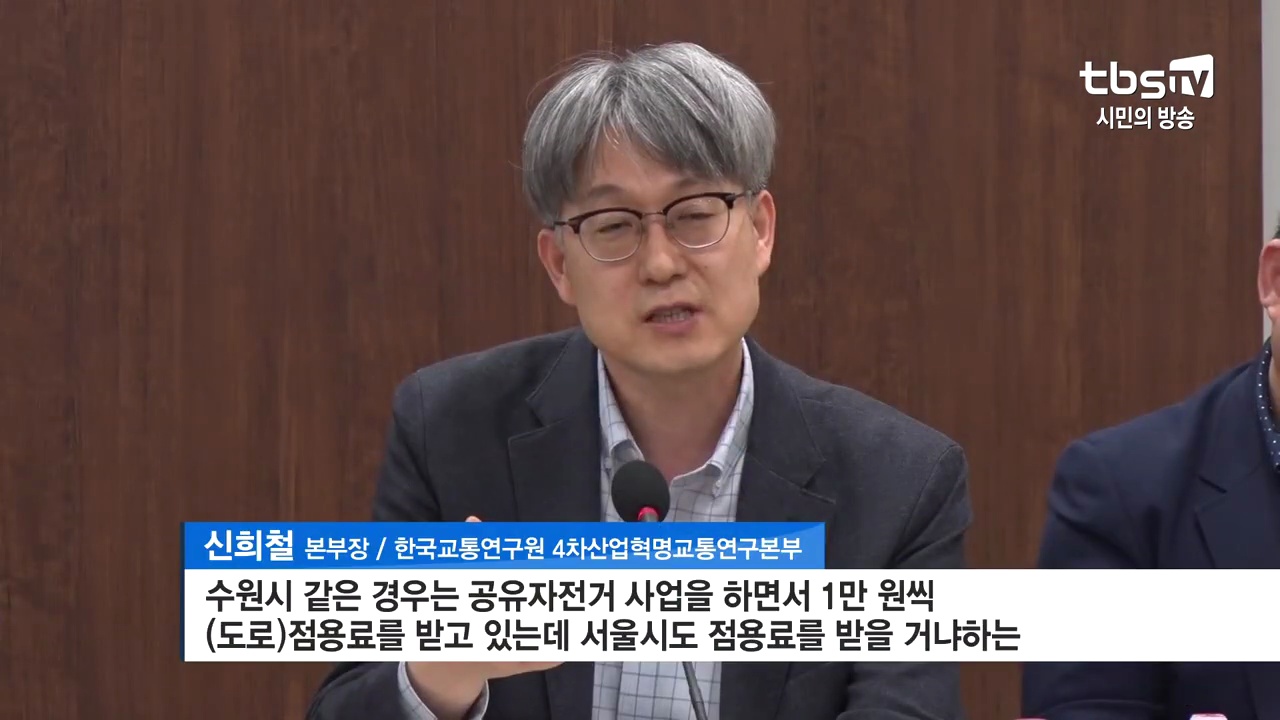 tbsTV
시민의 방송
신희철 본부장 / 한국교통연구원 4차산업혁명교통연구본부
수원시 같은 경우는 공유자전거 사업을 하면서 1만 원씩
(도로)점용료를 받고 있는데 서울시도 점용료를 받을 거냐하는